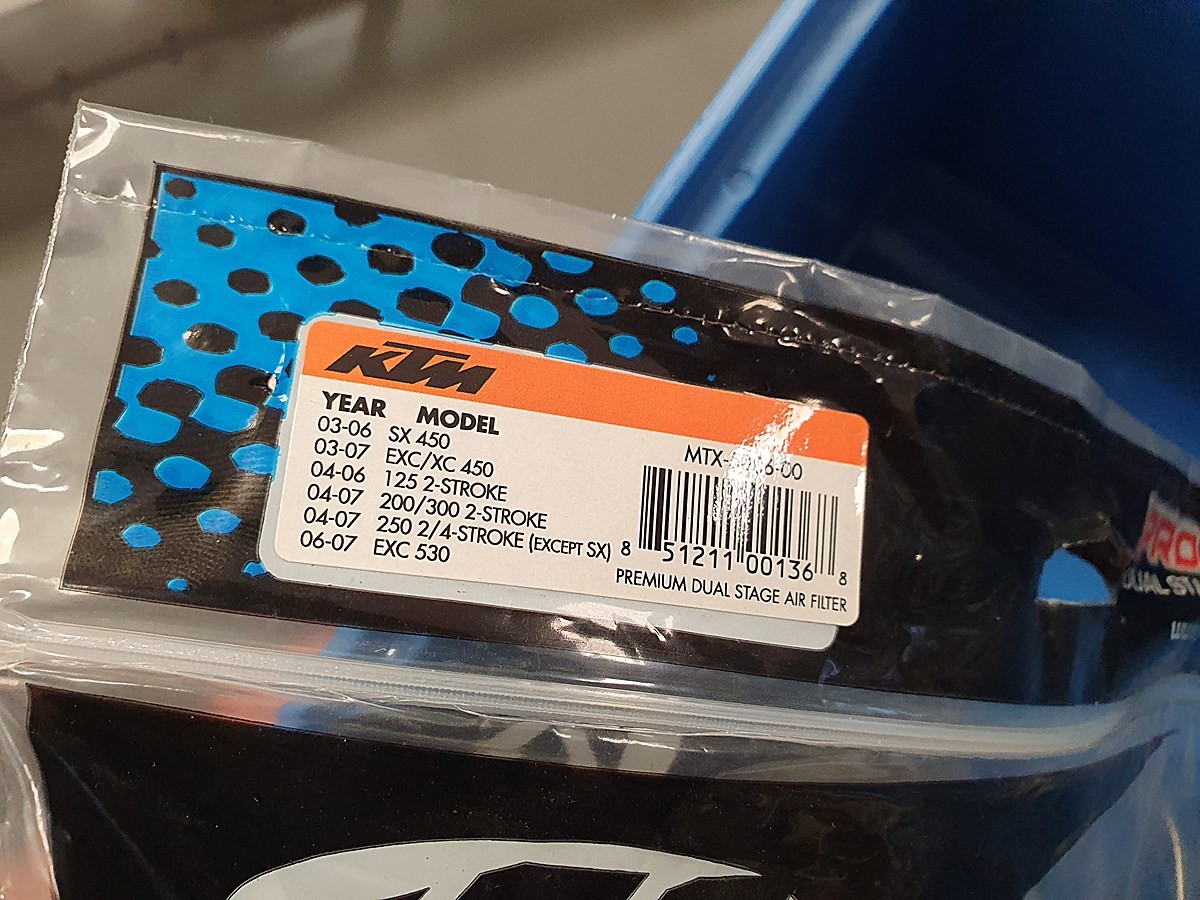 KTM
YEAR MODEL
03-06 SX 450
03-07 EXC/XC 450
04-06 125 2-STROKE
04-07 200/300 2-STROKE
04-07 250 2/4-STROKE (EXCEPT SX)
06-07 EXC 530
8 51211 00136 8
PREMIUM DUAL STAGE AIR FILTER